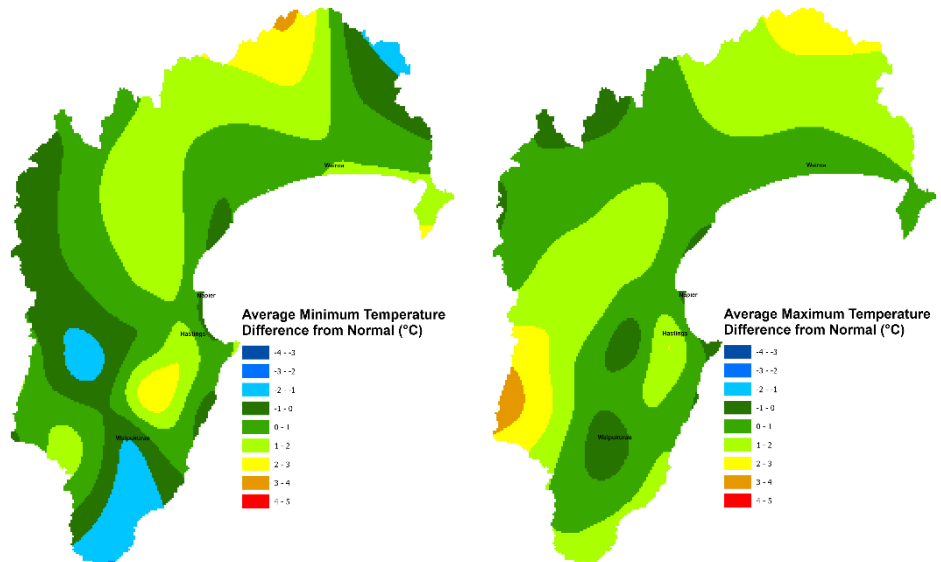 Wairoa
Napier
Hastings
Waipukurau
Average Minimum Temperature
Difference from Normal (°C)
-4 - -3
-3 - -2
-2 - -1
-1 - 0
0 - 1
1 - 2
2 - 3
3 - 4
4 - 5
Wairoa
Napier
Hastings
Waipukurau
Average Maximum Temperature
Difference from Normal (°C)
-4 - -3
-3 - -2
-2 - -1
-1 - 0
0 - 1
1 - 2
2 - 3
3 - 4
4 - 5